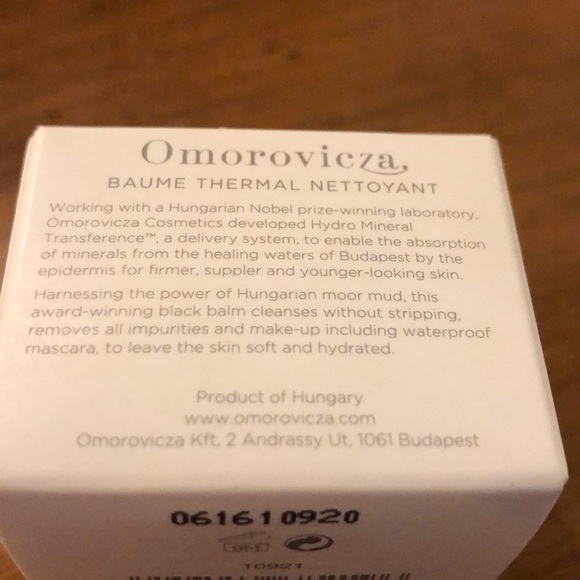 Omorovicza
BAUME THERMAL NETTOYANT
Working with a Hungarian Nobel prize-winning laboratory,
Omorovicza Cosmetics developed Hydro Mineral
Transference™, a delivery system, to enable the absorption
of minerals from the healing waters of Budapest by the
epidermis for firmer, suppler and younger-looking skin.
Harnessing the power of Hungarian moor mud, this
award-winning black balm cleanses without stripping,
removes all impurities and make-up including waterproof
mascara, to leave the skin soft and hydrated.
Product of Hungary
www.omorovicza.com
Omorovicza Kft, 2 Andrassy Ut, 1061 Budapest
061610920
9M
10921